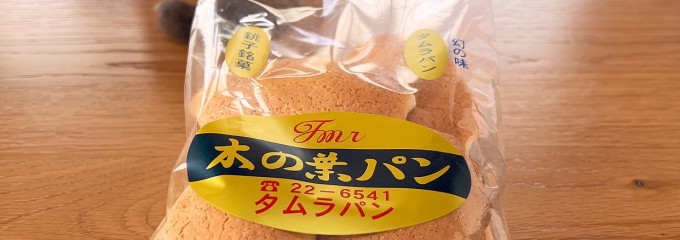 銚子銘菓
タムラパン
幻の味
Tmr
木の葉パン
☎22-6541
タムラパン